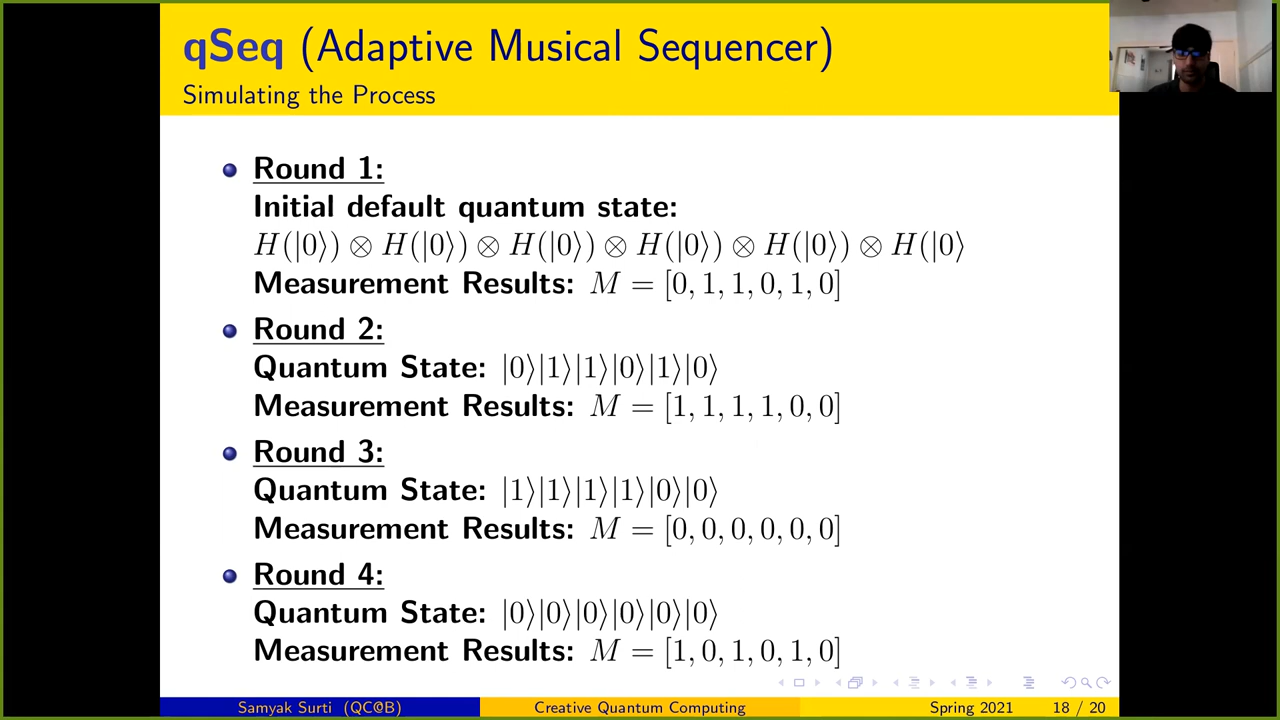 qSeq (Adaptive Musical Sequencer)
Simulating the Process
Round 1:
Initial default quantum state:
H(|0⟩) ⊗ H(|0⟩) ⊗ H(|0⟩) ⊗ H(|0⟩) ⊗ H(|0⟩) ⊗ H(|0⟩
Measurement Results: M = [0, 1, 1, 0, 1, 0]
Round 2:
Quantum State: |0⟩|1⟩|1⟩|0⟩|1⟩|0⟩
Measurement Results: M = [1, 1, 1, 1, 0, 0]
Round 3:
Quantum State: |1⟩|1⟩|1⟩|1⟩|0⟩|0⟩
Measurement Results: M = [0, 0, 0, 0, 0, 0]
Round 4:
Quantum State: |0⟩|0⟩|0⟩|0⟩|0⟩|0⟩
Measurement Results: M = [1, 0, 1, 0, 1, 0]
Samyak Surti (QC@B) Creative Quantum Computing Spring 2021 18 / 20